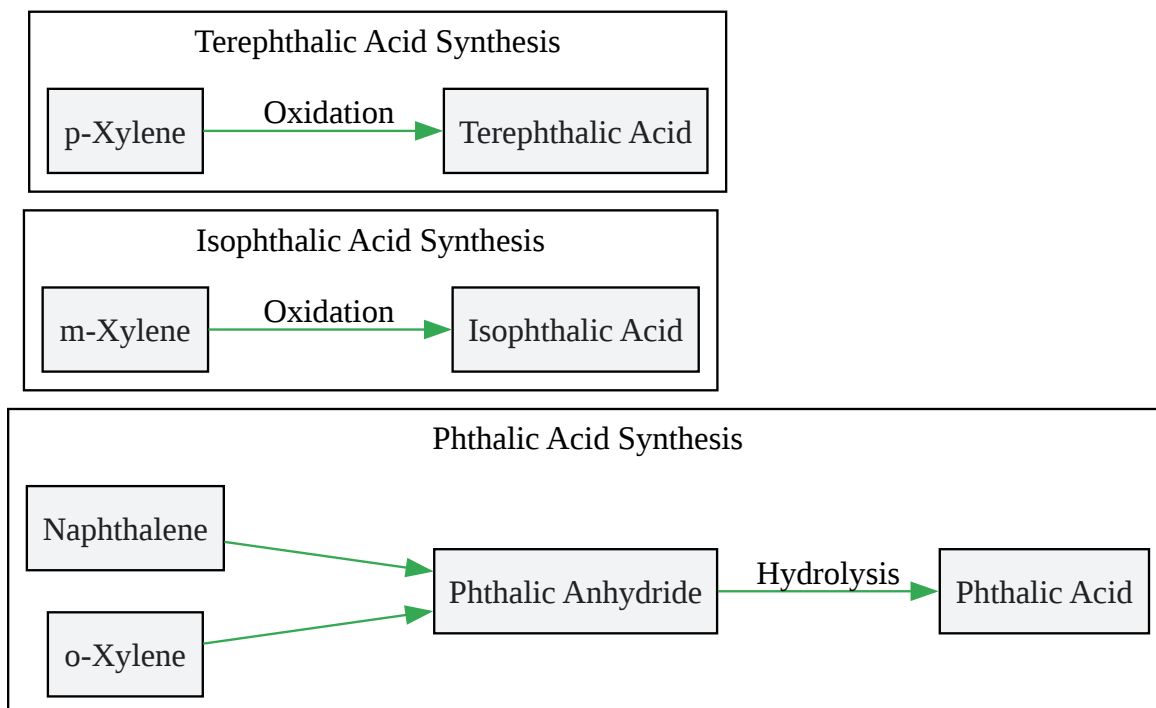 Terephthalic Acid Synthesis
p-Xylene
Oxidation
Terephthalic Acid
Isophthalic Acid Synthesis
m-Xylene
Oxidation
Isophthalic Acid
Phthalic Acid Synthesis
Naphthalene
o-Xylene
Phthalic Anhydride
Hydrolysis
Phthalic Acid